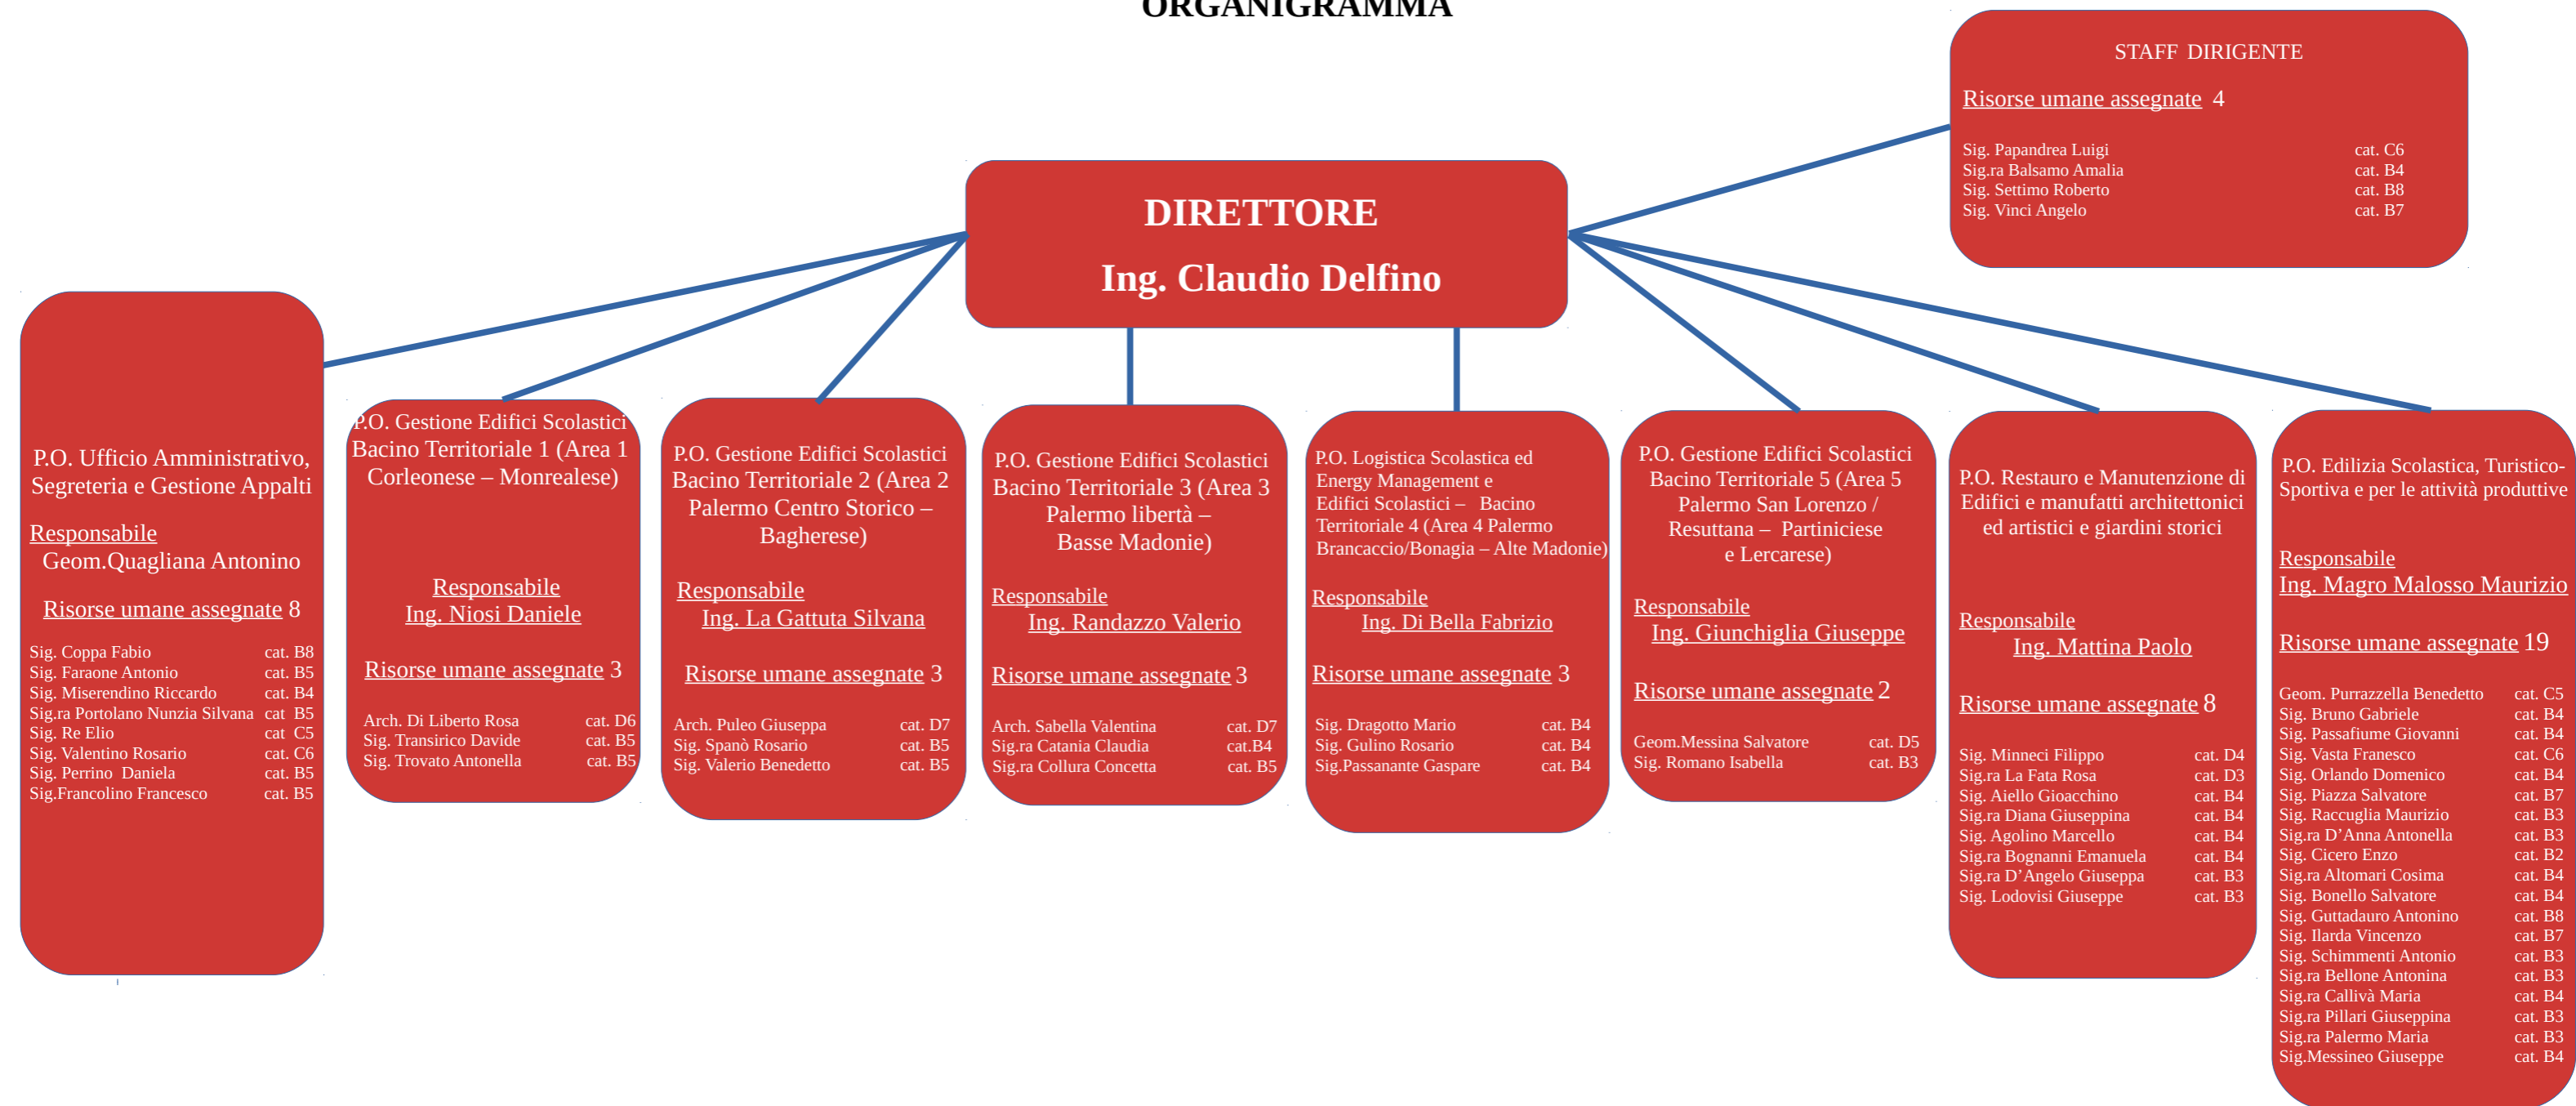 ORGANIGRAMMA
STAFF DIRIGENTE
Risorse umane assegnate 4
Sig. Papandrea Luigi cat. C6
Sig.ra Balsamo Amalia cat. B4
Sig. Settimo Roberto cat. B8
Sig. Vinci Angelo cat. B7
DIRETTORE
Ing. Claudio Delfino
P.O. Ufficio Amministrativo,
Segreteria e Gestione Appalti
Responsabile
Geom.Quagliana Antonino
Risorse umane assegnate 8
Sig. Coppa Fabio cat. B8
Sig. Faraone Antonio cat. B5
Sig. Miserendino Riccardo cat. B4
Sig.ra Portolano Nunzia Silvana cat B5
Sig. Re Elio cat C5
Sig. Valentino Rosario cat. C6
Sig. Perrino Daniela cat. B5
Sig.Francolino Francesco cat. B5
P.O. Gestione Edifici Scolastici
Bacino Territoriale 1 (Area 1
Corleonese – Monrealese)
Responsabile
Ing. Niosi Daniele
Risorse umane assegnate 3
Arch. Di Liberto Rosa cat. D6
Sig. Transirico Davide cat. B5
Sig. Trovato Antonella cat. B5
P.O. Gestione Edifici Scolastici
Bacino Territoriale 2 (Area 2
Palermo Centro Storico –
Bagherese)
Responsabile
Ing. La Gattuta Silvana
Risorse umane assegnate 3
Arch. Puleo Giuseppa cat. D7
Sig. Spanò Rosario cat. B5
Sig. Valerio Benedetto cat. B5
P.O. Gestione Edifici Scolastici
Bacino Territoriale 3 (Area 3
Palermo libertà –
Basse Madonie)
Responsabile
Ing. Randazzo Valerio
Risorse umane assegnate 3
Arch. Sabella Valentina cat. D7
Sig.ra Catania Claudia cat.B4
Sig.ra Collura Concetta cat. B5
P.O. Logistica Scolastica ed
Energy Management e
Edifici Scolastici – Bacino
Territoriale 4 (Area 4 Palermo
Brancaccio/Bonagia – Alte Madonie)
Responsabile
Ing. Di Bella Fabrizio
Risorse umane assegnate 3
Sig. Dragotto Mario cat. B4
Sig. Gulino Rosario cat. B4
Sig.Passanante Gaspare cat. B4
P.O. Gestione Edifici Scolastici
Bacino Territoriale 5 (Area 5
Palermo San Lorenzo /
Resuttana – Partiniciese
e Lercarese)
Responsabile
Ing. Giunchiglia Giuseppe
Risorse umane assegnate 2
Geom.Messina Salvatore cat. D5
Sig. Romano Isabella cat. B3
P.O. Restauro e Manutenzione di
Edifici e manufatti architettonici
ed artistici e giardini storici
Responsabile
Ing. Mattina Paolo
Risorse umane assegnate 8
Sig. Minneci Filippo cat. D4
Sig.ra La Fata Rosa cat. D3
Sig. Aiello Gioacchino cat. B4
Sig.ra Diana Giuseppina cat. B4
Sig. Agolino Marcello cat. B4
Sig.ra Bognanni Emanuela cat. B4
Sig.ra D’Angelo Giuseppa cat. B3
Sig. Lodovisi Giuseppe cat. B3
P.O. Edilizia Scolastica, Turistico-
Sportiva e per le attività produttive
Responsabile
Ing. Magro Malosso Maurizio
Risorse umane assegnate 19
Geom. Purrazzella Benedetto cat. C5
Sig. Bruno Gabriele cat. B4
Sig. Passafiume Giovanni cat. B4
Sig. Vasta Franesco cat. C6
Sig. Orlando Domenico cat. B4
Sig. Piazza Salvatore cat. B7
Sig. Raccuglia Maurizio cat. B3
Sig.ra D’Anna Antonella cat. B3
Sig. Cicero Enzo cat. B2
Sig.ra Altomari Cosima cat. B4
Sig. Bonello Salvatore cat. B4
Sig. Guttadauro Antonino cat. B8
Sig. Ilarda Vincenzo cat. B7
Sig. Schimmenti Antonio cat. B3
Sig.ra Bellone Antonina cat. B3
Sig.ra Callivà Maria cat. B4
Sig.ra Pillari Giuseppina cat. B3
Sig.ra Palermo Maria cat. B3
Sig.Messineo Giuseppe cat. B4